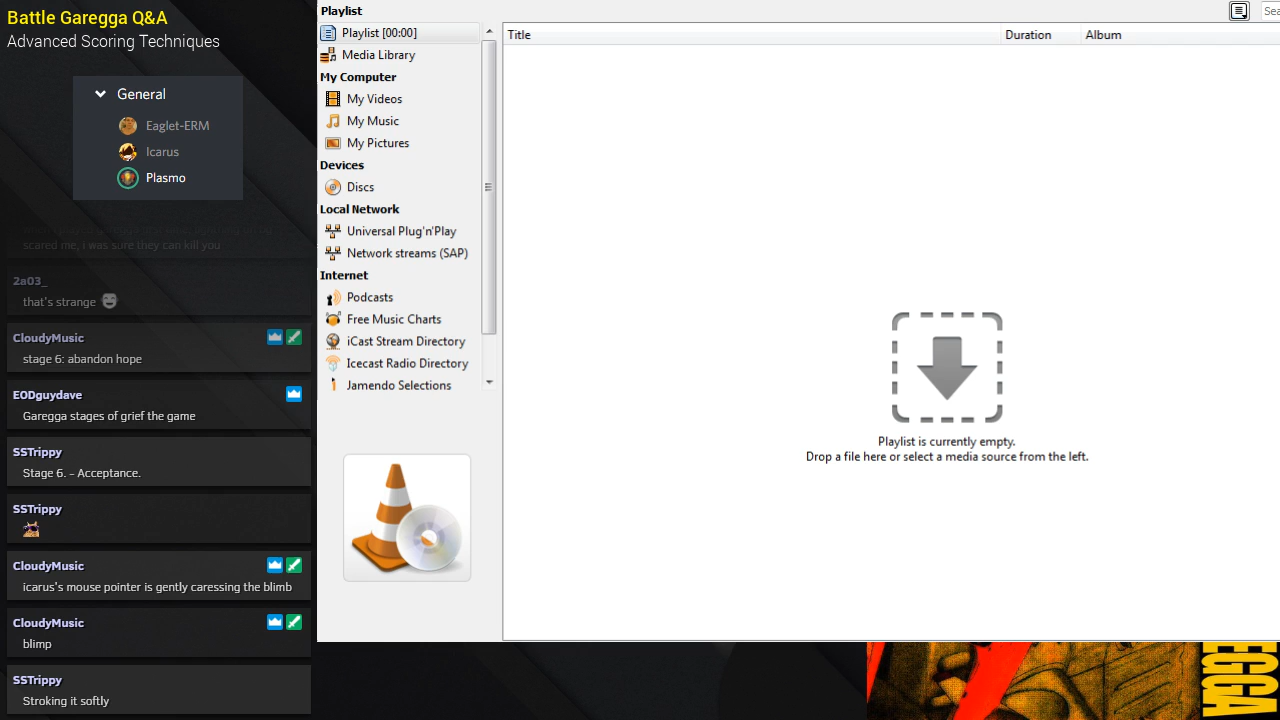 Battle Garegga Q&A
Advanced Scoring Techniques
General
Eaglet-ERM
Icarus
Plasmo
scared me, i was sure they can kill you
2a03_
that's strange
CloudyMusic
stage 6: abandon hope
EODguydave
Garegga stages of grief the game
SSTrippy
Stage 6. - Acceptance.
SSTrippy
CloudyMusic
icarus's mouse pointer is gently caressing the blimb
CloudyMusic
blimp
SSTrippy
Stroking it softly
Playlist
Playlist [00:00]
Media Library
My Computer
My Videos
My Music
My Pictures
Devices
Discs
Local Network
Universal Plug'n'Play
Network streams (SAP)
Internet
Podcasts
Free Music Charts
iCast Stream Directory
Icecast Radio Directory
Jamendo Selections
Title Duration Album
Sea
Playlist is currently empty.
Drop a file here or select a media source from the left.
EGGA